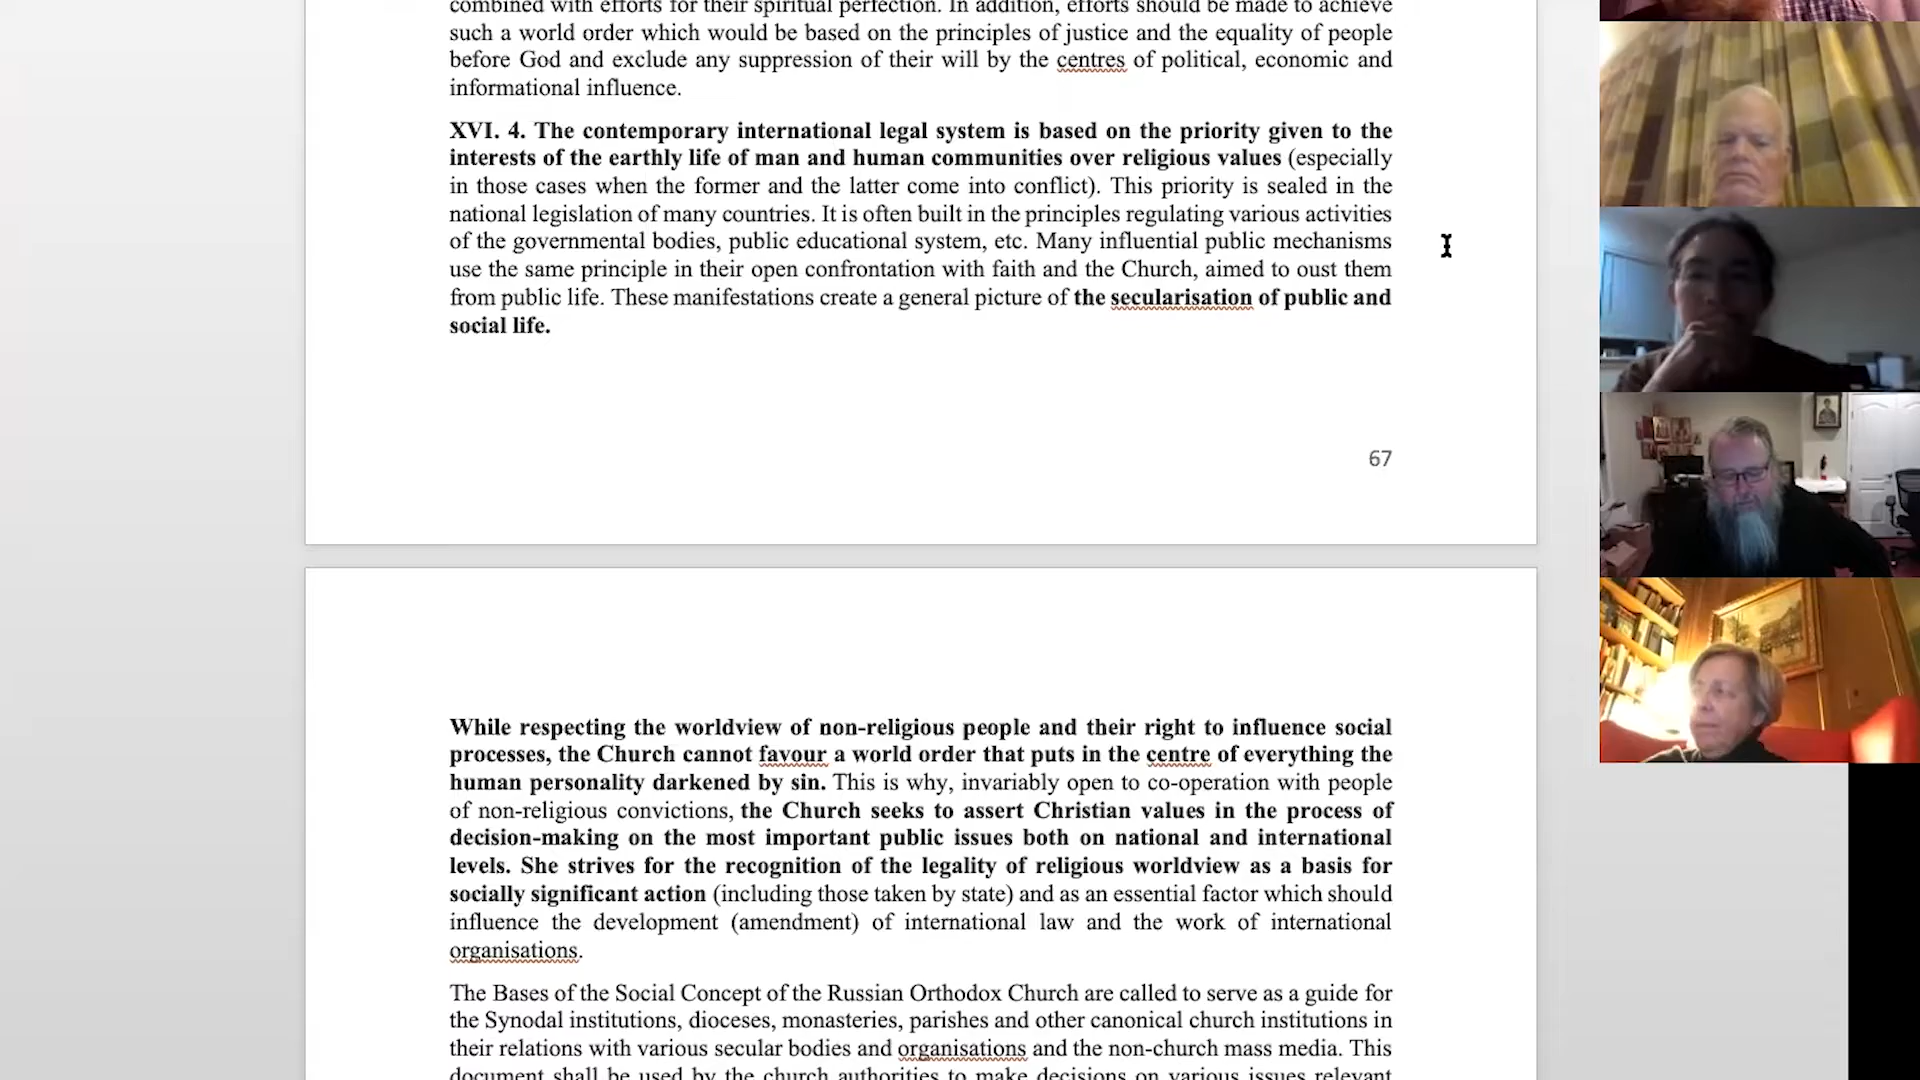 combined with efforts for their spiritual perfection. In addition, efforts should be made to achieve
such a world order which would be based on the principles of justice and the equality of people
before God and exclude any suppression of their will by the centres of political, economic and
informational influence.
XVI. 4. The contemporary international legal system is based on the priority given to the
interests of the earthly life of man and human communities over religious values (especially
in those cases when the former and the latter come into conflict). This priority is sealed in the
national legislation of many countries. It is often built in the principles regulating various activities
of the governmental bodies, public educational system, etc. Many influential public mechanisms
use the same principle in their open confrontation with faith and the Church, aimed to oust them
from public life. These manifestations create a general picture of the secularisation of public and
social life.
67
While respecting the worldview of non-religious people and their right to influence social
processes, the Church cannot favour a world order that puts in the centre of everything the
human personality darkened by sin. This is why, invariably open to co-operation with people
of non-religious convictions, the Church seeks to assert Christian values in the process of
decision-making on the most important public issues both on national and international
levels. She strives for the recognition of the legality of religious worldview as a basis for
socially significant action (including those taken by state) and as an essential factor which should
influence the development (amendment) of international law and the work of international
organisations.
The Bases of the Social Concept of the Russian Orthodox Church are called to serve as a guide for
the Synodal institutions, dioceses, monasteries, parishes and other canonical church institutions in
their relations with various secular bodies and organisations and the non-church mass media. This
document shall be used by the church authorities to make decisions on various issues relevant